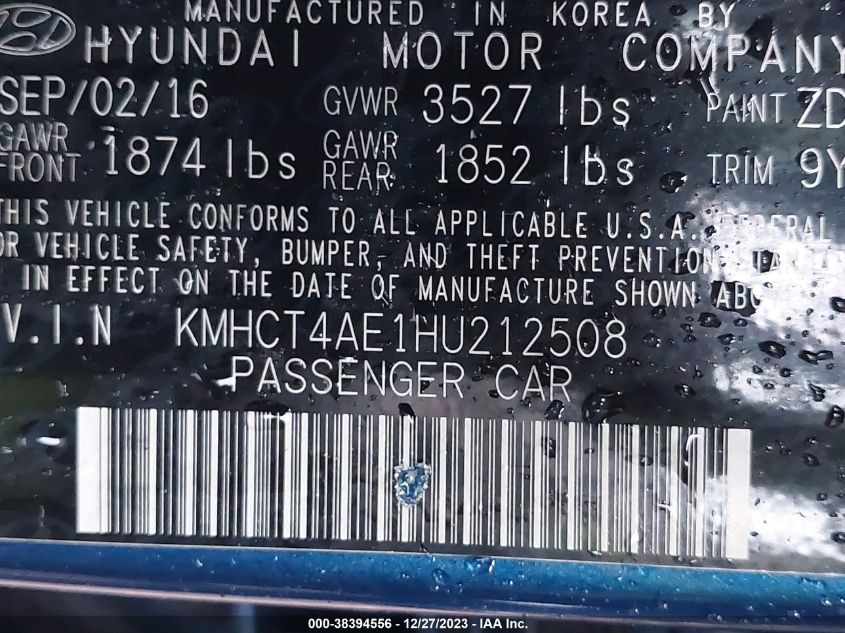 MANUFACTURED IN KOREA BY
HYUNDAI MOTOR COMPANY
SEP/02/16 GVWR 3527 lbs PAINT ZD
GAWR FRONT 1874 lbs GAWR REAR 1852 lbs TRIM 9Y
THIS VEHICLE CONFORMS TO ALL APPLICABLE U.S.A. FEDERAL
OR VEHICLE SAFETY, BUMPER, AND THEFT PREVENTION
IN EFFECT ON THE DATE OF MANUFACTURE SHOWN
V.I.N KMHCT4AE1HU212508
PASSENGER CAR
000-38394556 - 12/27/2023 - IAA Inc.